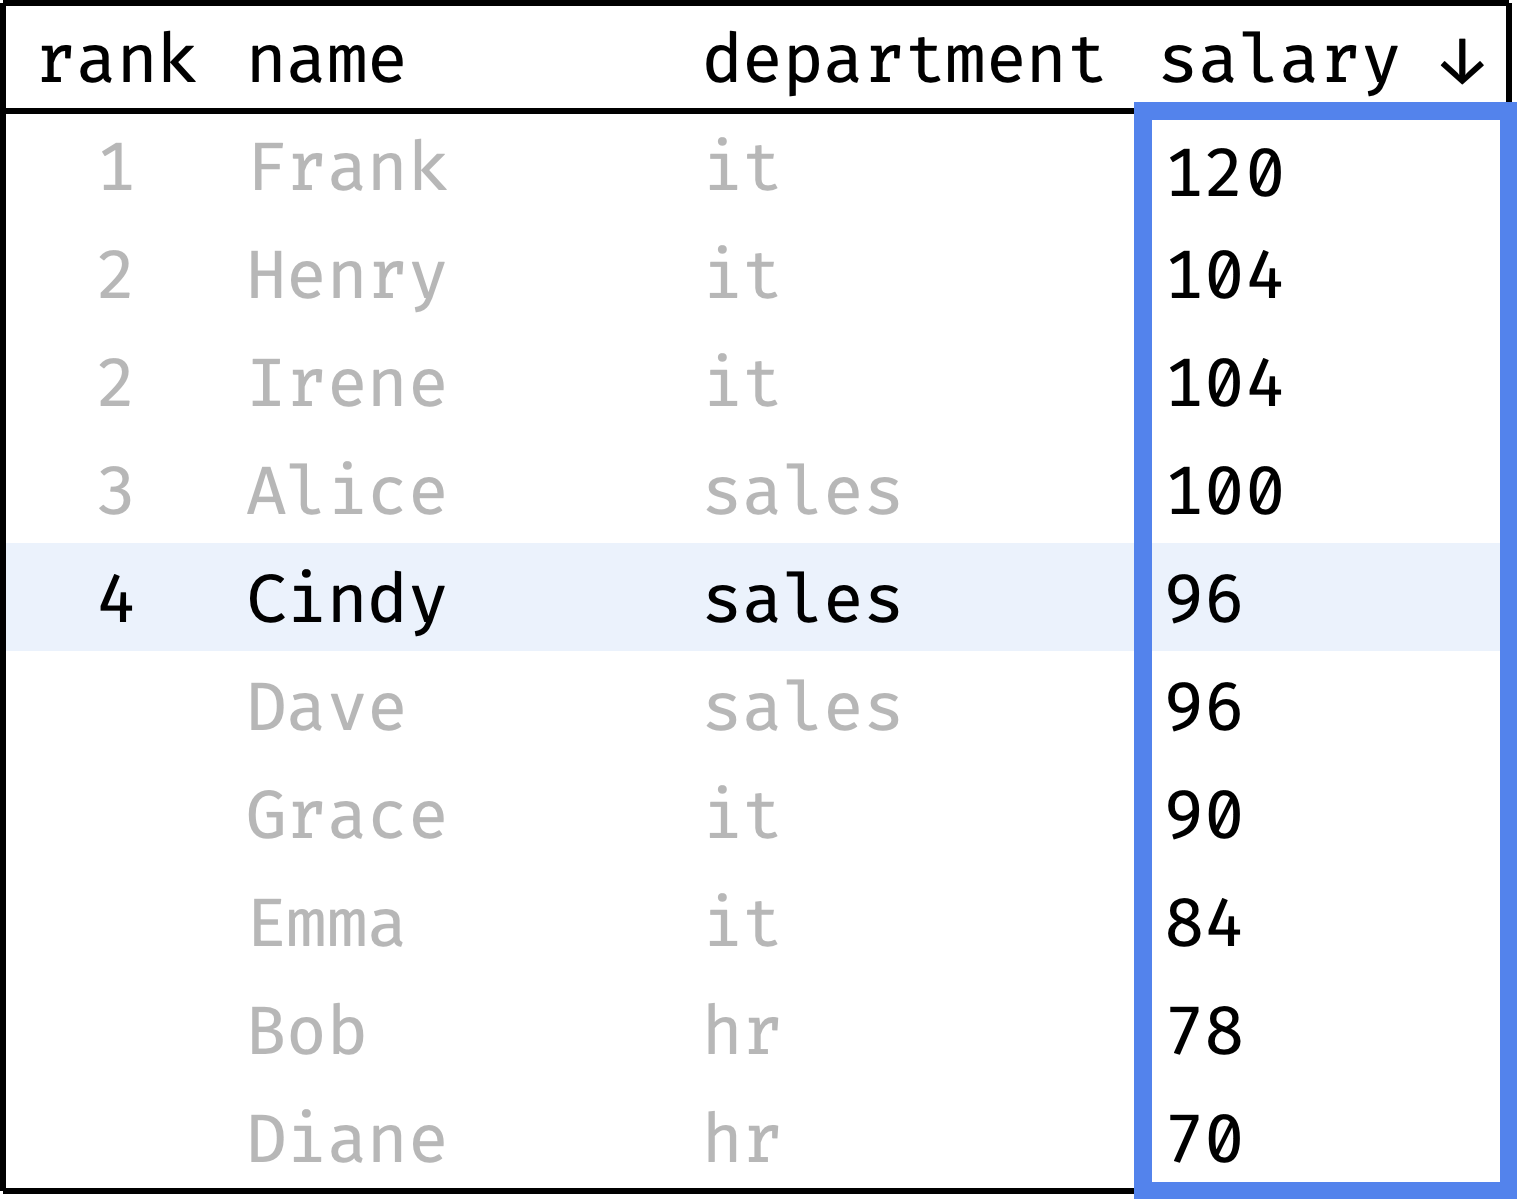 rank name department salary ↓
1 Frank it 120
2 Henry it 104
2 Irene it 104
3 Alice sales 100
4 Cindy sales 96
Dave sales 96
Grace it 90
Emma it 84
Bob hr 78
Diane hr 70